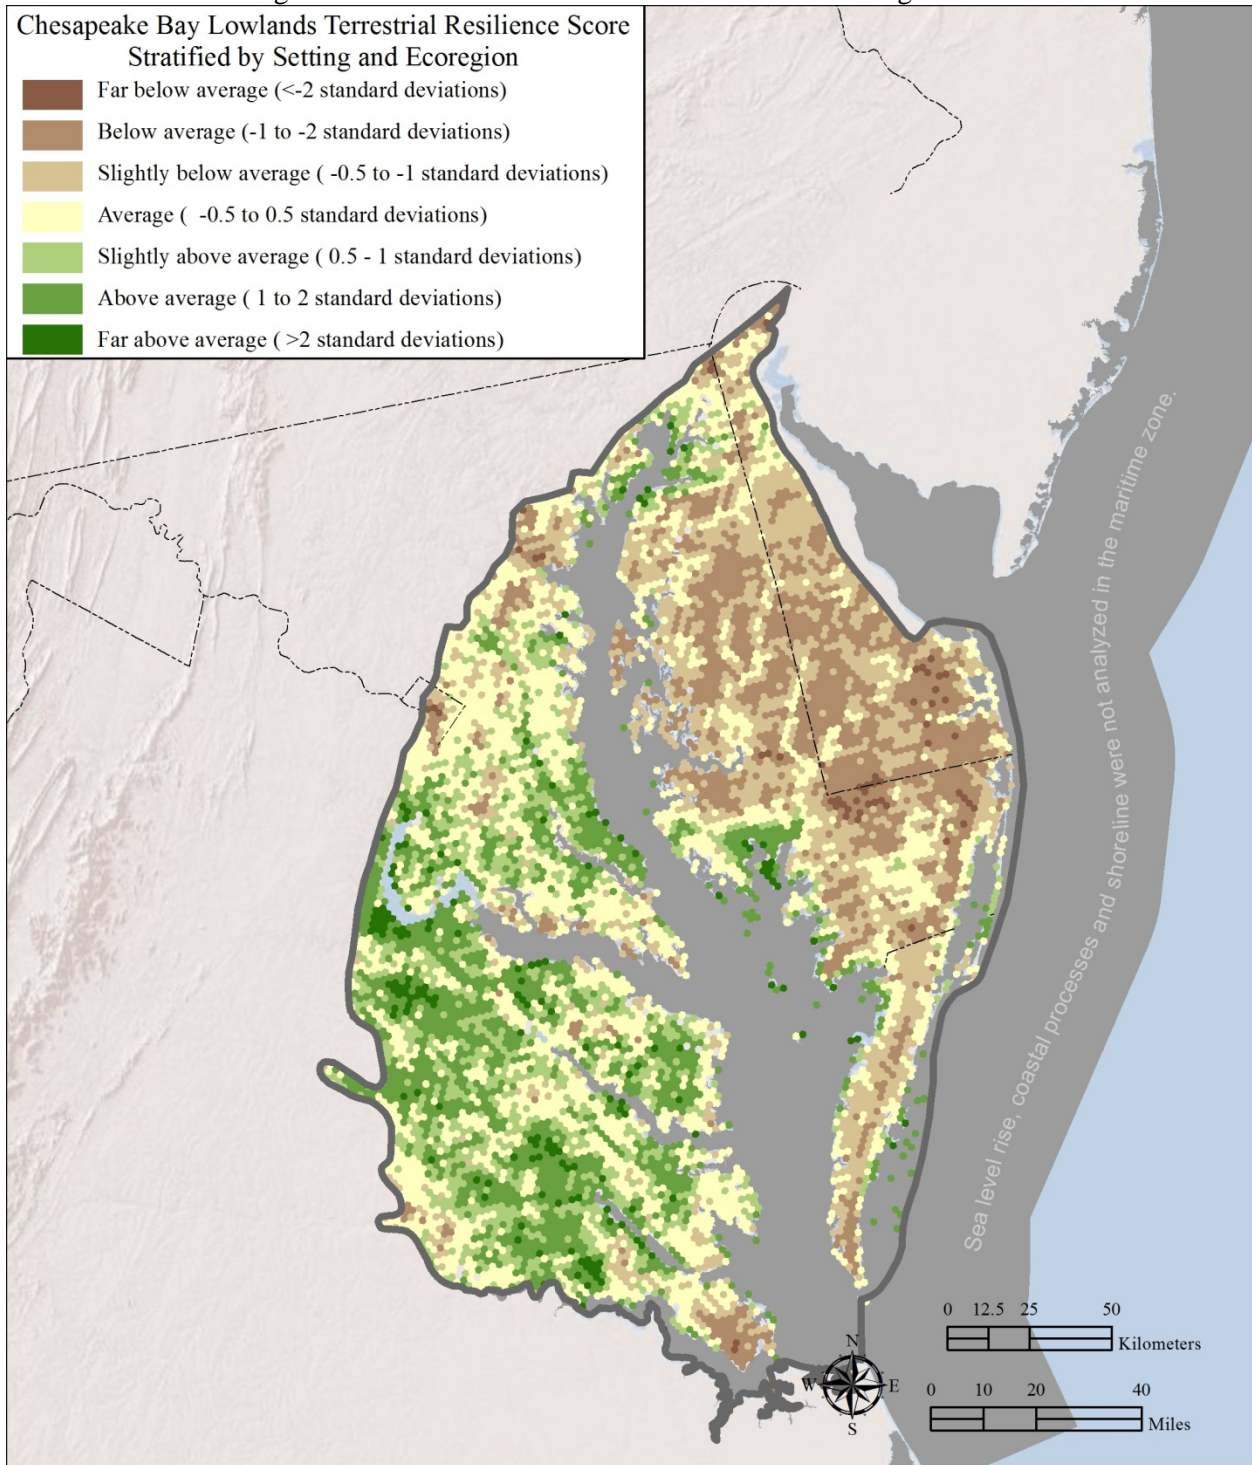 Chesapeake Bay Lowlands Terrestrial Resilience Score
Stratified by Setting and Ecoregion
Far below average (<-2 standard deviations)
Below average (-1 to -2 standard deviations)
Slightly below average ( -0.5 to -1 standard deviations)
Average ( -0.5 to 0.5 standard deviations)
Slightly above average ( 0.5 - 1 standard deviations)
Above average ( 1 to 2 standard deviations)
Far above average ( >2 standard deviations)
Sea level rise, coastal processes and shoreline were not analyzed in the maritime zone.
0 12.5 25 50
Kilometers
N
W E
S
0 10 20 40
Miles